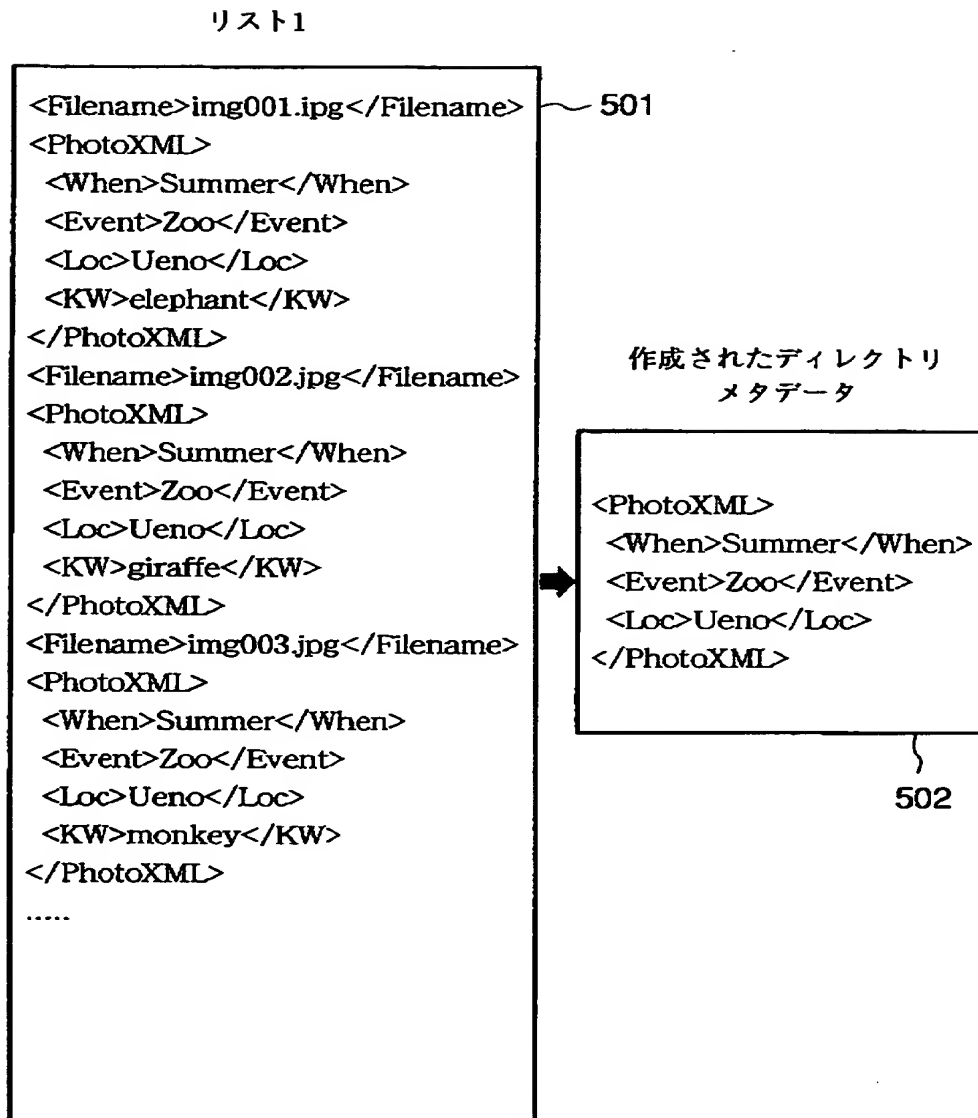 リスト1
<Filename>img001.ipg</Filename>
501
<PhotoXML>
<When>Summer</When>
<Event>Zoo</Event>
<Loc>Ueno</Loc>
<KW>elephant</KW>
</PhotoXML>
<Filename>img002.jpg</Filename>
<PhotoXML>
<When>Summer</When>
<Event>Zoo</Event>
<Loc>Ueno</Loc>
<KW>giraffe</KW>
</PhotoXML>
<Filename>img003.jpg</Filename>
<PhotoXML>
<When>Summer</When>
<Event>Zoo</Event>
<Loc>Ueno</Loc>
<KW>monkey</KW>
</PhotoXML>
.....
作成されたディレクトリ
メタデータ
<PhotoXML>
<When>Summer</When>
<Event>Zoo</Event>
<Loc>Ueno</Loc>
</PhotoXML>
502